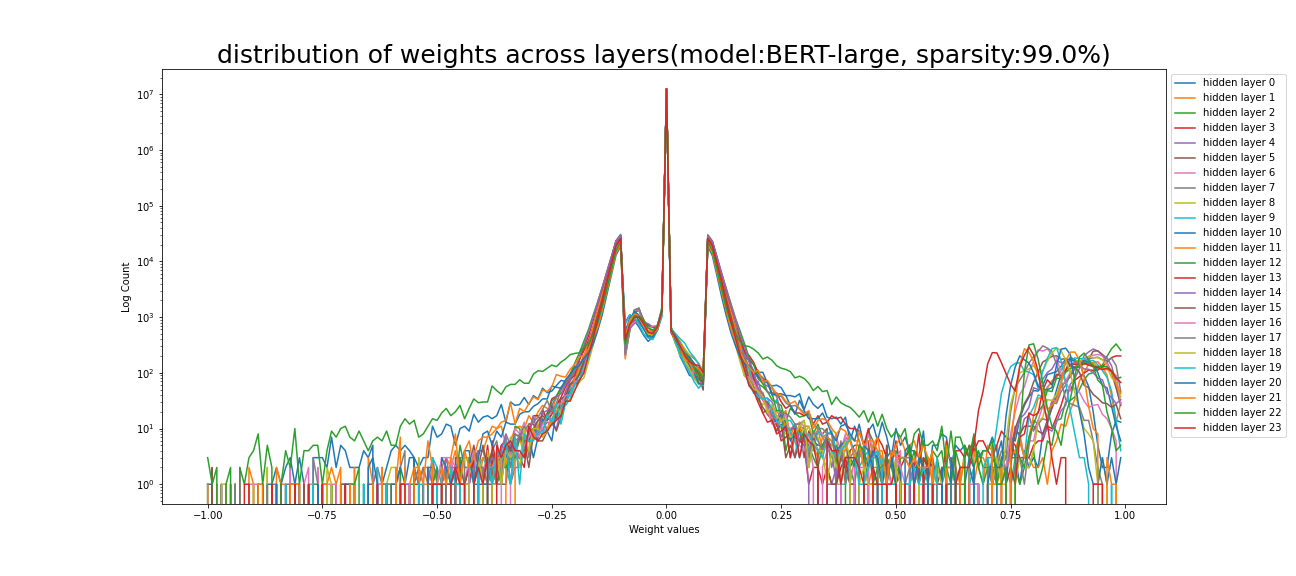 distribution of weights across layers(model:BERT-large, sparsity:99.0%)
10⁷
10⁶
10⁵
10⁴
10³
10²
10¹
10⁰
Log Count
−1.00 −0.75 −0.50 −0.25 0.00 0.25 0.50 0.75 1.00
Weight values
hidden layer 0
hidden layer 1
hidden layer 2
hidden layer 3
hidden layer 4
hidden layer 5
hidden layer 6
hidden layer 7
hidden layer 8
hidden layer 9
hidden layer 10
hidden layer 11
hidden layer 12
hidden layer 13
hidden layer 14
hidden layer 15
hidden layer 16
hidden layer 17
hidden layer 18
hidden layer 19
hidden layer 20
hidden layer 21
hidden layer 22
hidden layer 23